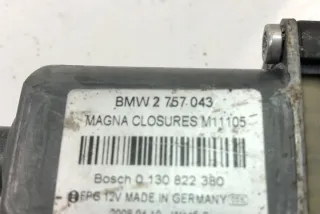 BMW 2 757 043
MAGNA CLOSURES M11105
Bosch 0 130 822 380
FPG 12V MADE IN GERMANY